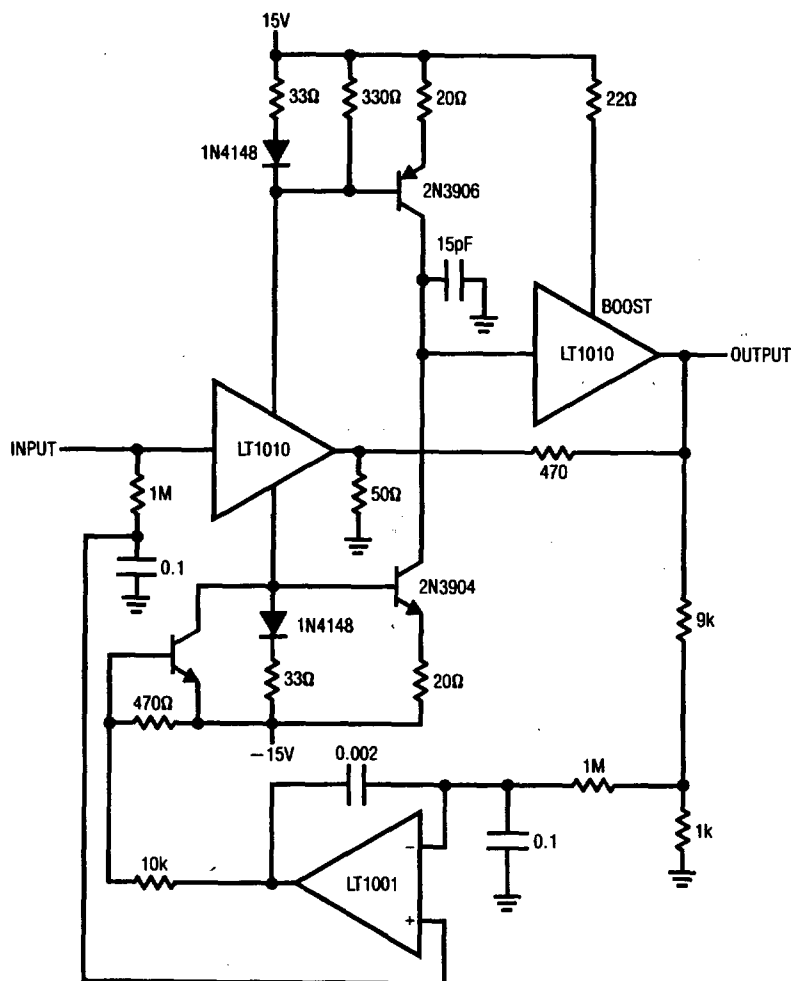 15V
33Ω
330Ω
20Ω
22Ω
1N4148
2N3906
15pF
BOOST
LT1010
OUTPUT
INPUT
LT1010
470
1M
50Ω
0.1
2N3904
1N4148
9k
33Ω
20Ω
470Ω
−15V
0.002
1M
10k
LT1001
−
+
0.1
1k